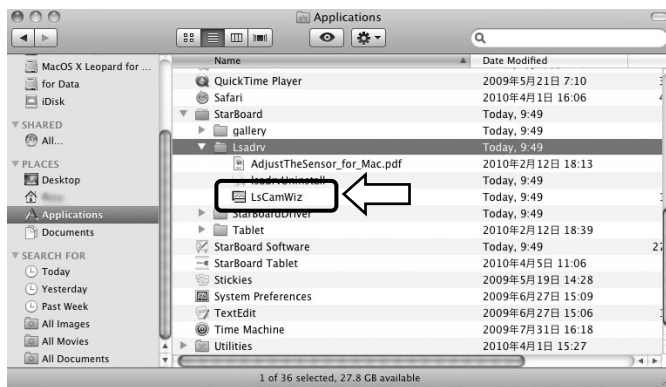 Applications
Name Date Modified
MacOS X Leopard for ...
for Data
iDisk
SHARED
All...
PLACES
Desktop
Applications
Documents
SEARCH FOR
Today
Yesterday
Past Week
All Images
All Movies
All Documents
QuickTime Player 2009年5月21日 7:10
Safari 2010年4月1日 16:06
StarBoard Today, 9:49
gallery Today, 9:49
Lsadrv Today, 9:49
AdjustTheSensor_for_Mac.pdf 2010年2月12日 18:13
lsadrvUninstall Today, 9:49
LsCamWiz Today, 9:49
StarBoardDriver Today, 9:49
Tablet 2010年2月12日 18:39
StarBoard Software Today, 9:49
StarBoard Tablet 2010年4月5日 11:06
Stickies 2009年5月19日 14:28
System Preferences 2009年6月27日 15:09
TextEdit 2009年6月27日 15:06
Time Machine 2009年7月31日 16:18
Utilities 2010年4月1日 15:27
1 of 36 selected, 27.8 GB available